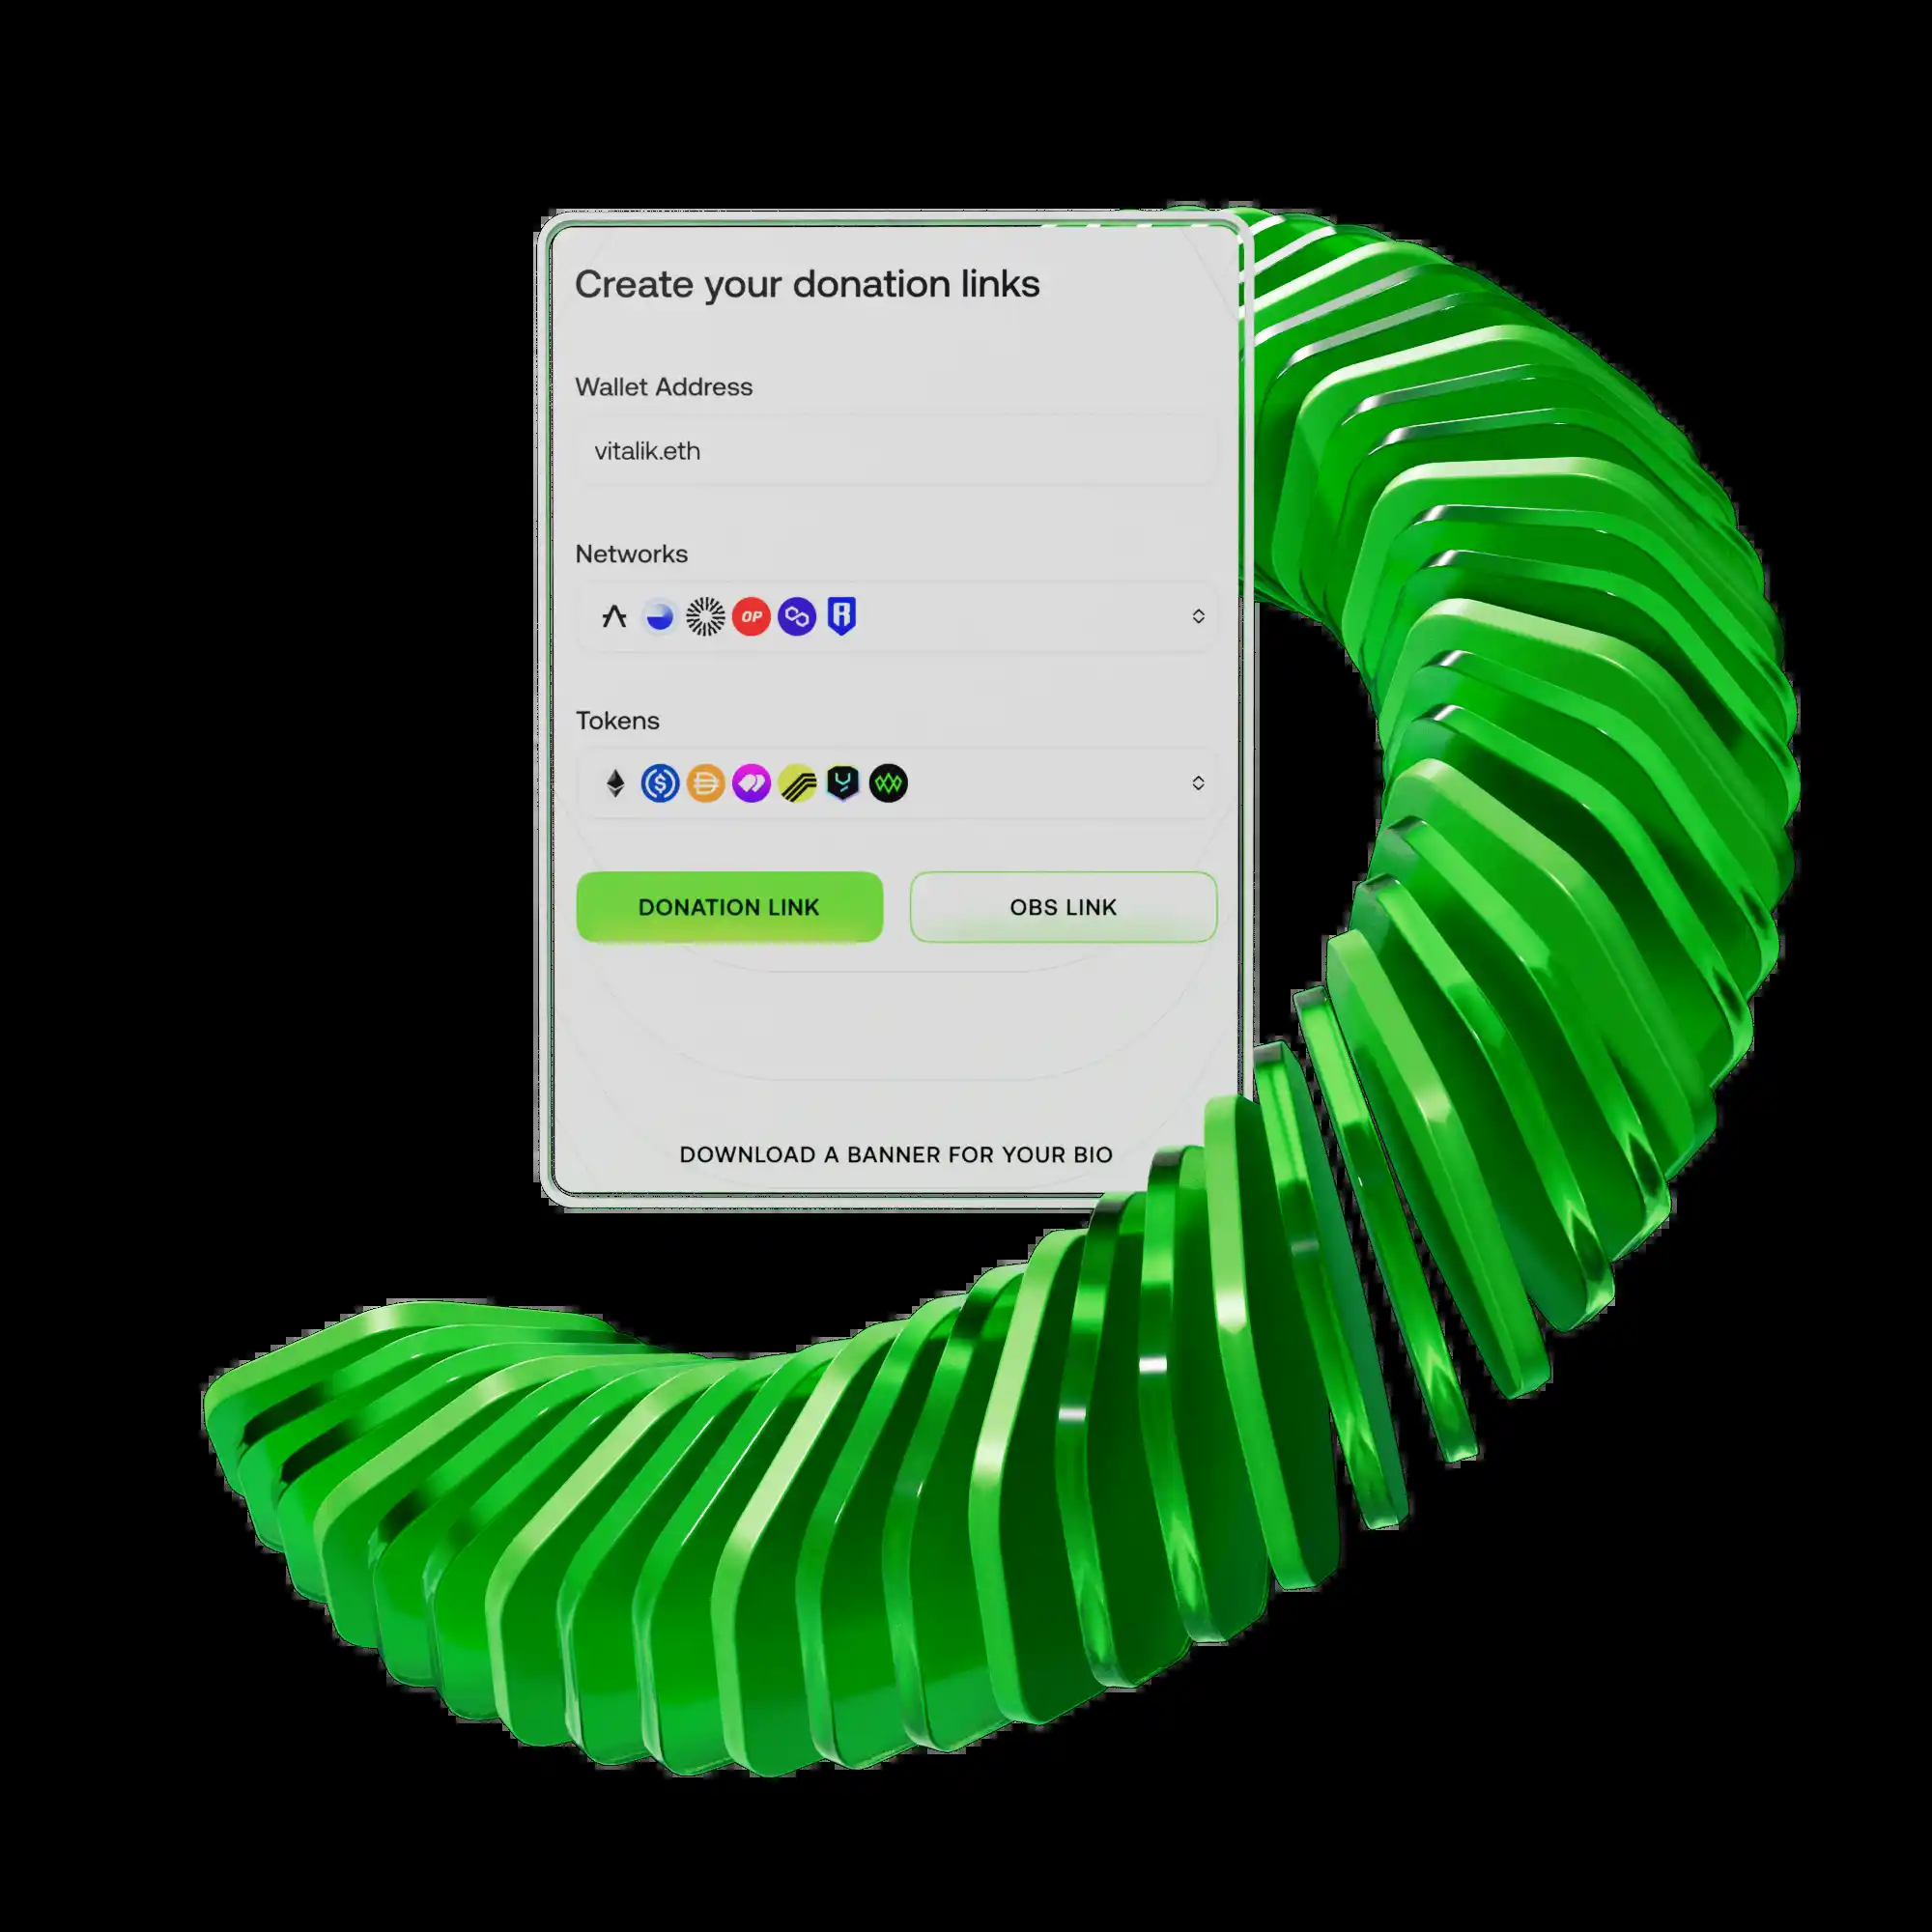 Create your donation links
Wallet Address
vitalik.eth
Networks
OP
Tokens
DONATION LINK
OBS LINK
DOWNLOAD A BANNER FOR YOUR BIO